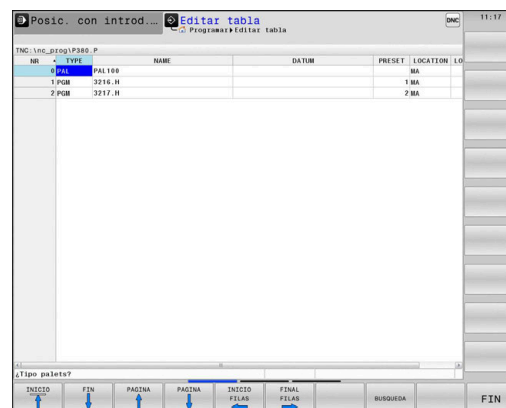 Posic. con introd.... Editar tabla DNC 11:17
Programar Editar tabla
TNC:\nc_prog\P380.P
NR TYPE NAME DATUM PRESET LOCATION LO
0 PAL PAL100 MA
1 PGM 3216.H 1 MA
2 PGM 3217.H 2 MA
¿Tipo palets?
INICIO FIN PAGINA PAGINA INICIO FILAS FINAL FILAS BUSQUEDA FIN